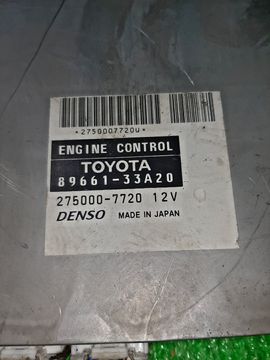 *2750007720U*
ENGINE CONTROL
TOYOTA
89661-33A20
275000-7720 12V
DENSO MADE IN JAPAN